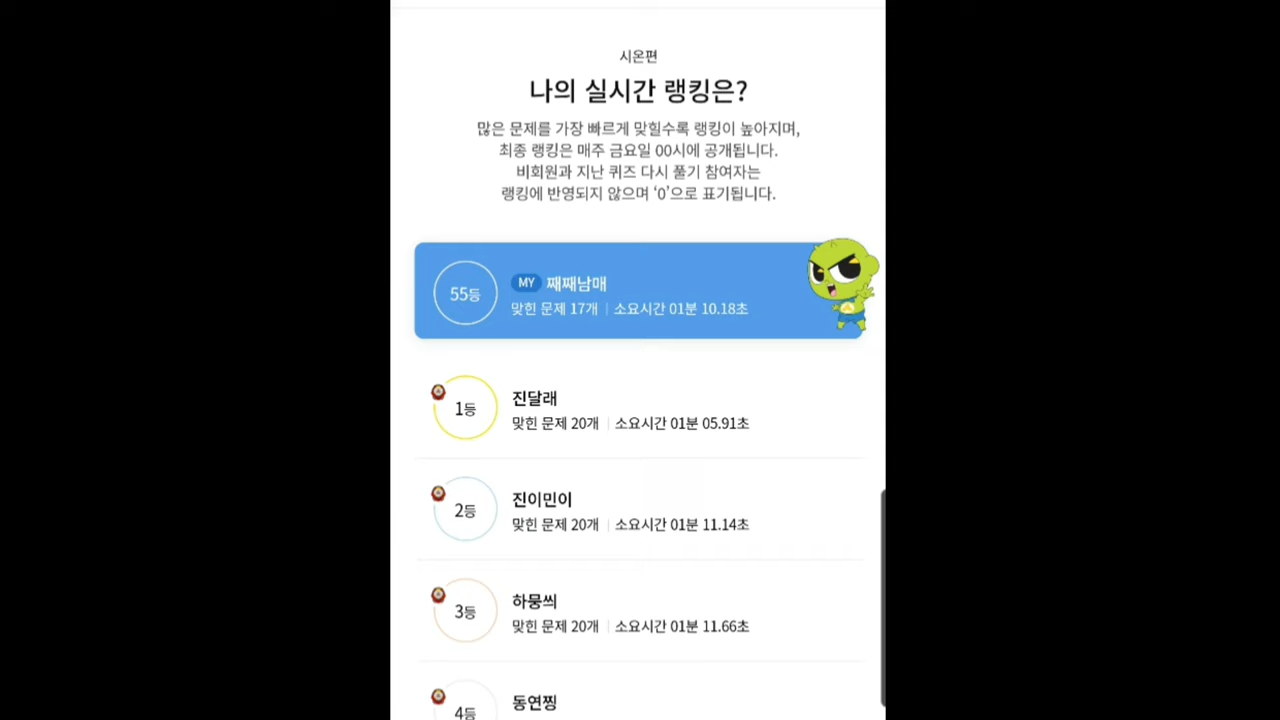 시온편
나의 실시간 랭킹은?
많은 문제를 가장 빠르게 맞힐수록 랭킹이 높아지며,
최종 랭킹은 매주 금요일 00시에 공개됩니다.
비회원과 지난 퀴즈 다시 풀기 참여자는
랭킹에 반영되지 않으며 ‘0’으로 표기됩니다.
55등
MY 째째남매
맞힌 문제 17개 | 소요시간 01분 10.18초
1등
진달래
맞힌 문제 20개 | 소요시간 01분 05.91초
2등
진이민이
맞힌 문제 20개 | 소요시간 01분 11.14초
3등
하뭉씌
맞힌 문제 20개 | 소요시간 01분 11.66초
4등
동연찡